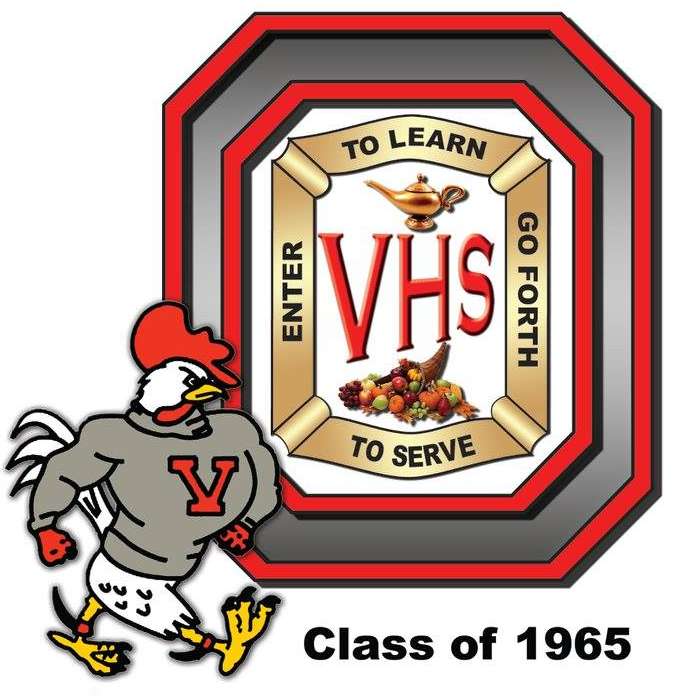 ENTER
TO LEARN
GO FORTH
TO SERVE
VHS
V
Class of 1965